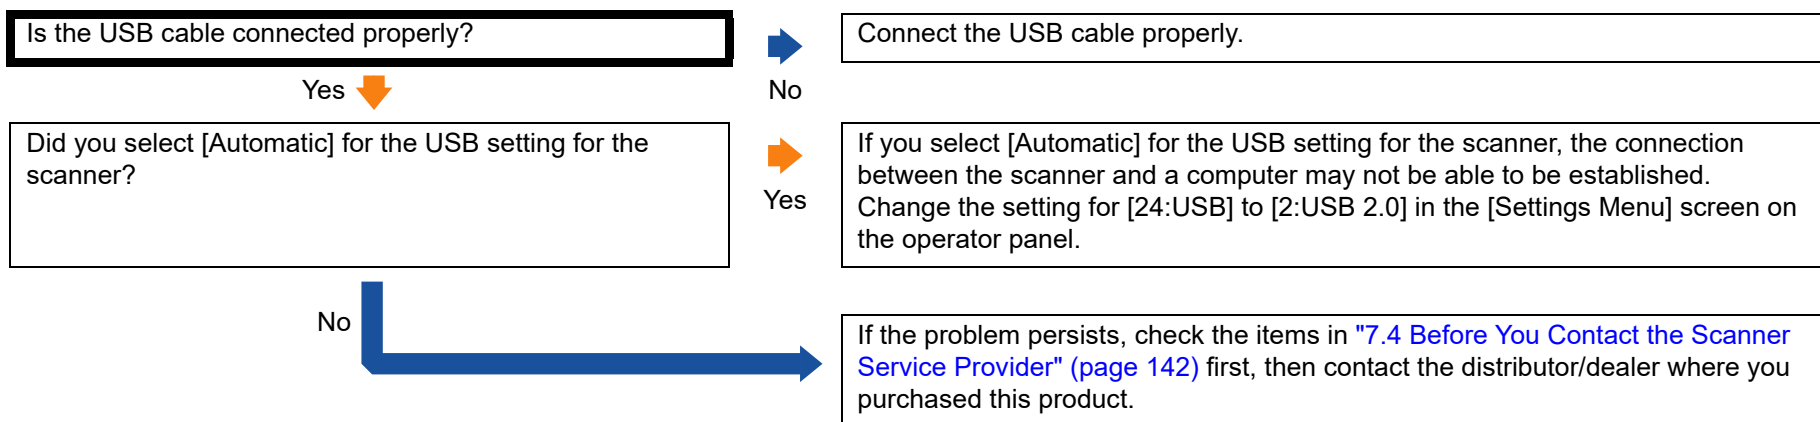 Is the USB cable connected properly?
Connect the USB cable properly.
Yes
No
Did you select [Automatic] for the USB setting for the
scanner?
Yes
If you select [Automatic] for the USB setting for the scanner, the connection
between the scanner and a computer may not be able to be established.
Change the setting for [24:USB] to [2:USB 2.0] in the [Settings Menu] screen on
the operator panel.
No
If the problem persists, check the items in "7.4 Before You Contact the Scanner
Service Provider" (page 142) first, then contact the distributor/dealer where you
purchased this product.